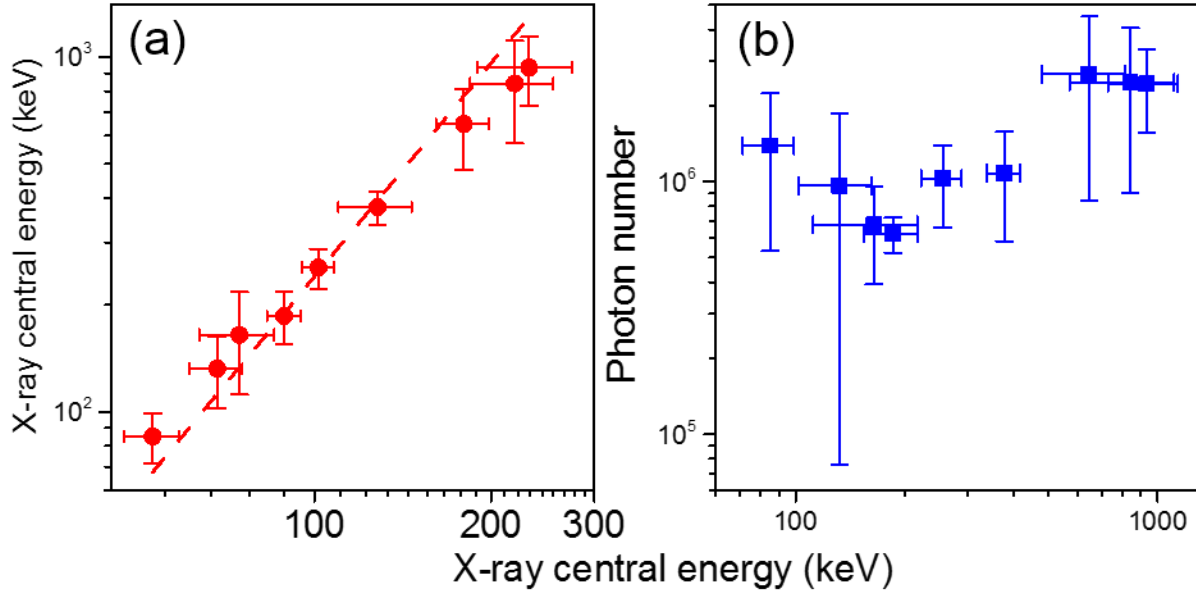 (a)
X-ray central energy (keV)
10³
10²
100
200
300
(b)
Photon number
10⁶
10⁵
100
1000
X-ray central energy (keV)